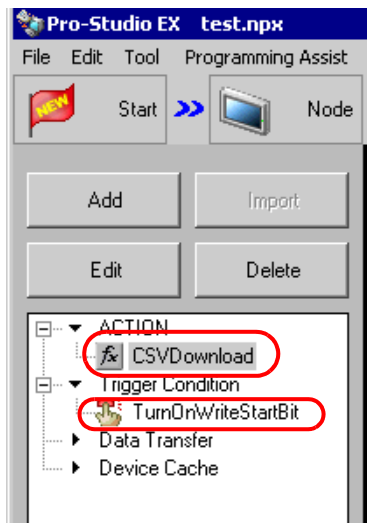 Pro-Studio EX test.npx
File Edit Tool Programming Assist
NEW Start Node
Add Import
Edit Delete
ACTION
fx CSVDownload
Trigger Condition
TurnOnWriteStartBit
Data Transfer
Device Cache